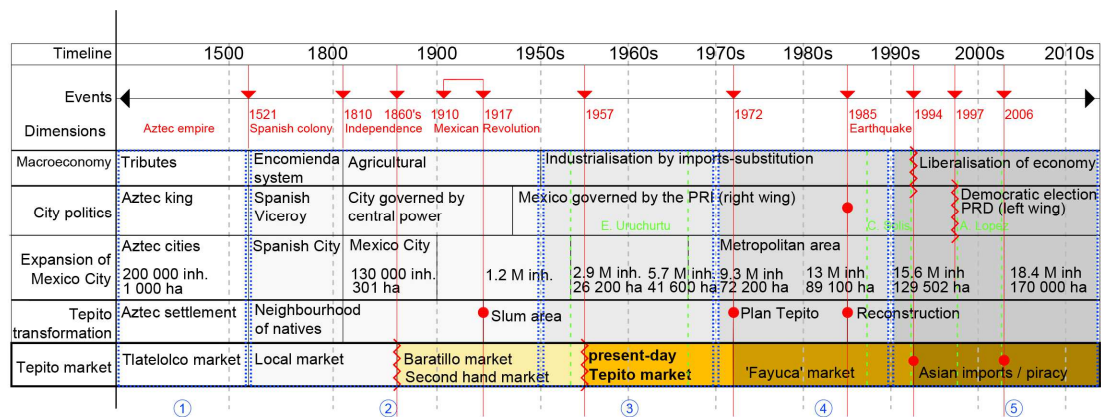 Timeline 1500 1800 1900 1950s 1960s 1970s 1980s 1990s 2000s 2010s
Events
1521 1810 1860's 1910 1917 1957 1972 1985 1994 1997 2006
Dimensions Aztec empire Spanish colony Independence Mexican Revolution Earthquake
Macroeconomy Tributes Encomienda system Agricultural Industrialisation by imports-substitution Liberalisation of economy
City politics Aztec king Spanish Viceroy City governed by central power Mexico governed by the PRI (right wing) Democratic election PRD (left wing)
E. Uruchurtu C. Solis A. Lopez
Expansion of Mexico City Aztec cities Spanish City Mexico City Metropolitan area
200 000 inh. 130 000 inh. 1.2 M inh. 2.9 M inh. 5.7 M inh. 9.3 M inh 13 M inh 15.6 M inh 18.4 M inh
1 000 ha 301 ha 26 200 ha 41 600 ha 72 200 ha 89 100 ha 129 502 ha 170 000 ha
Tepito transformation Aztec settlement Neighbourhood of natives Slum area Plan Tepito Reconstruction
Tepito market Tlatelolco market Local market Baratillo market Second hand market present-day Tepito market 'Fayuca' market Asian imports / piracy
1 2 3 4 5